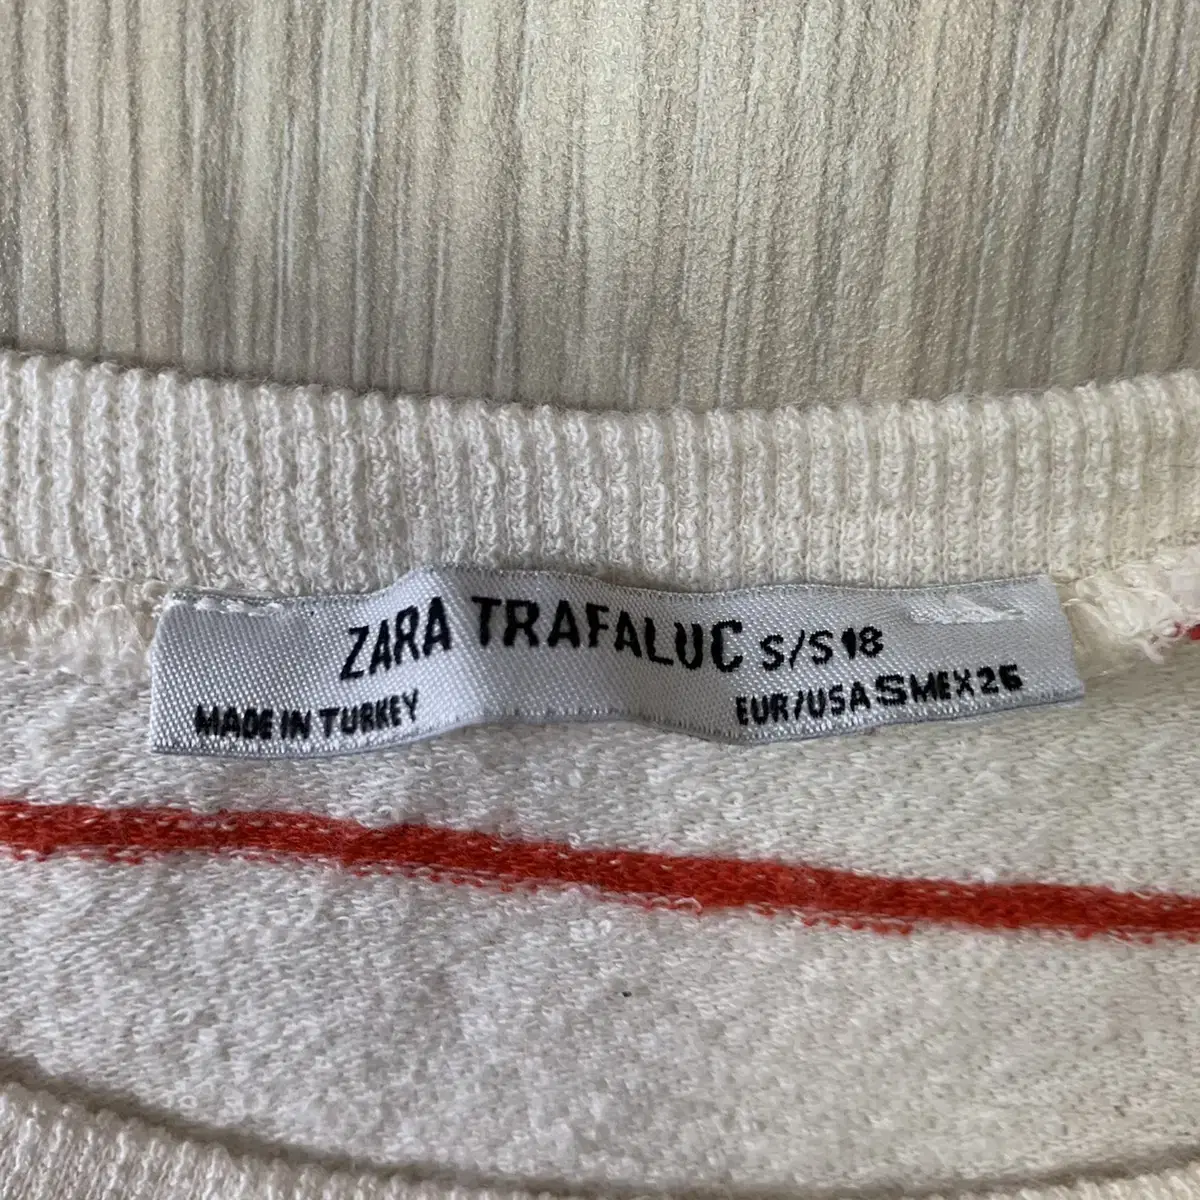 ZARA TRAFALUC S/S 18
MADE IN TURKEY EUR/USA S MEX 26